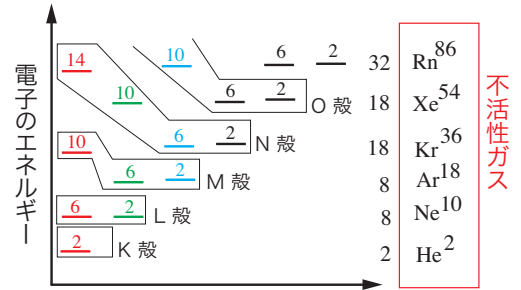 電子のエネルギー
14 10 10 6 2 32 Rn86
10 6 2 O 殻 18 Xe54
6 2 N 殻
10 6 2 M 殻 18 Kr36
8 Ar18
6 2 L 殻 8 Ne10
2 K 殻 2 He2
不活性ガス